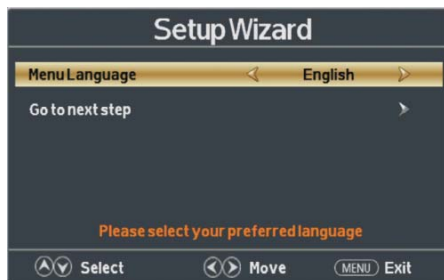 Setup Wizard
Menu Language English
Go to next step
Please select your preferred language
Select Move MENU Exit